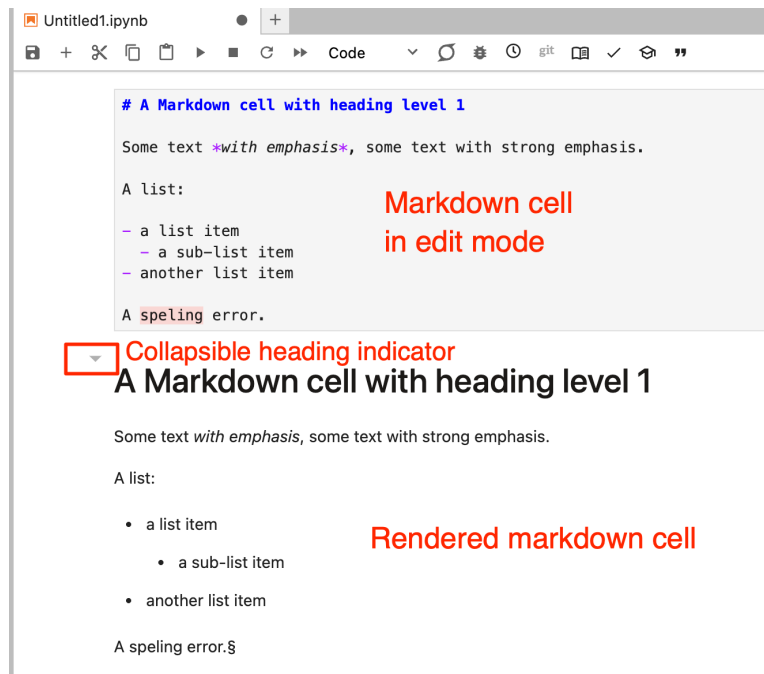 Untitled1.ipynb
Code
git
# A Markdown cell with heading level 1
Some text *with emphasis*, some text with strong emphasis.
A list:
- a list item
- a sub-list item
- another list item
A speling error.
Markdown cell
in edit mode
Collapsible heading indicator
A Markdown cell with heading level 1
Some text with emphasis, some text with strong emphasis.
A list:
• a list item
• a sub-list item
• another list item
Rendered markdown cell
A speling error.§